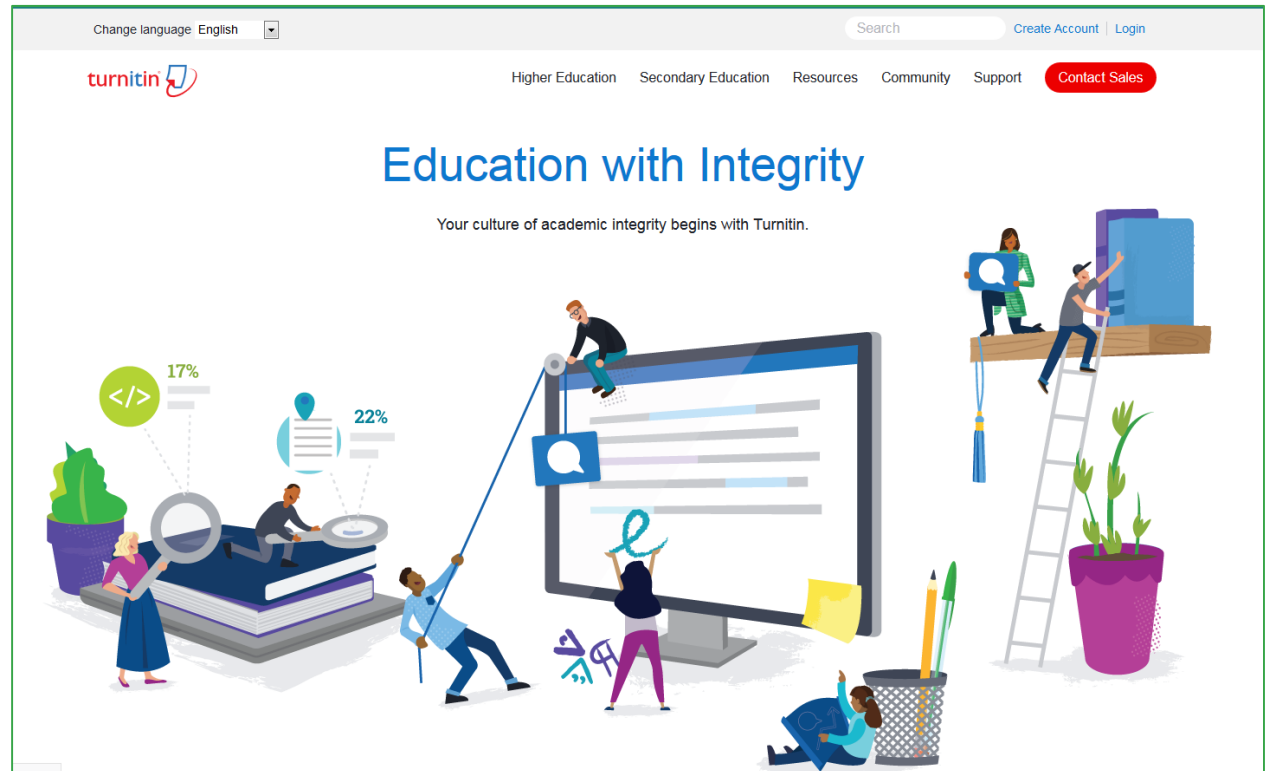 Change language English
Search
Create Account | Login
turnitin
Higher Education Secondary Education Resources Community Support Contact Sales
Education with Integrity
Your culture of academic integrity begins with Turnitin.
</>
17%
22%
e